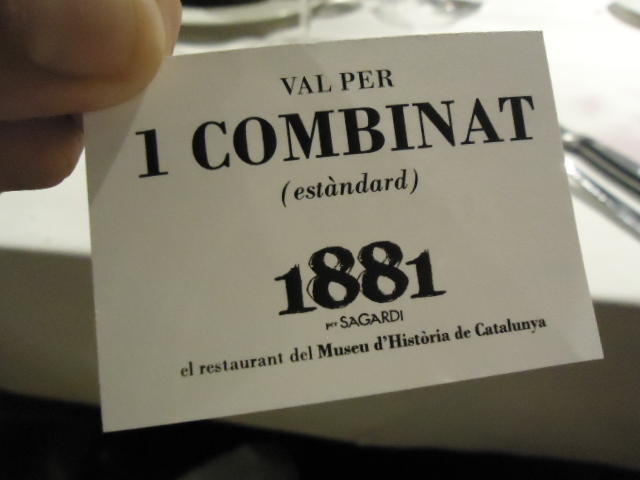 VAL PER
1 COMBINAT
(estàndard)
1881
per SAGARDI
el restaurant del Museu d'Història de Catalunya